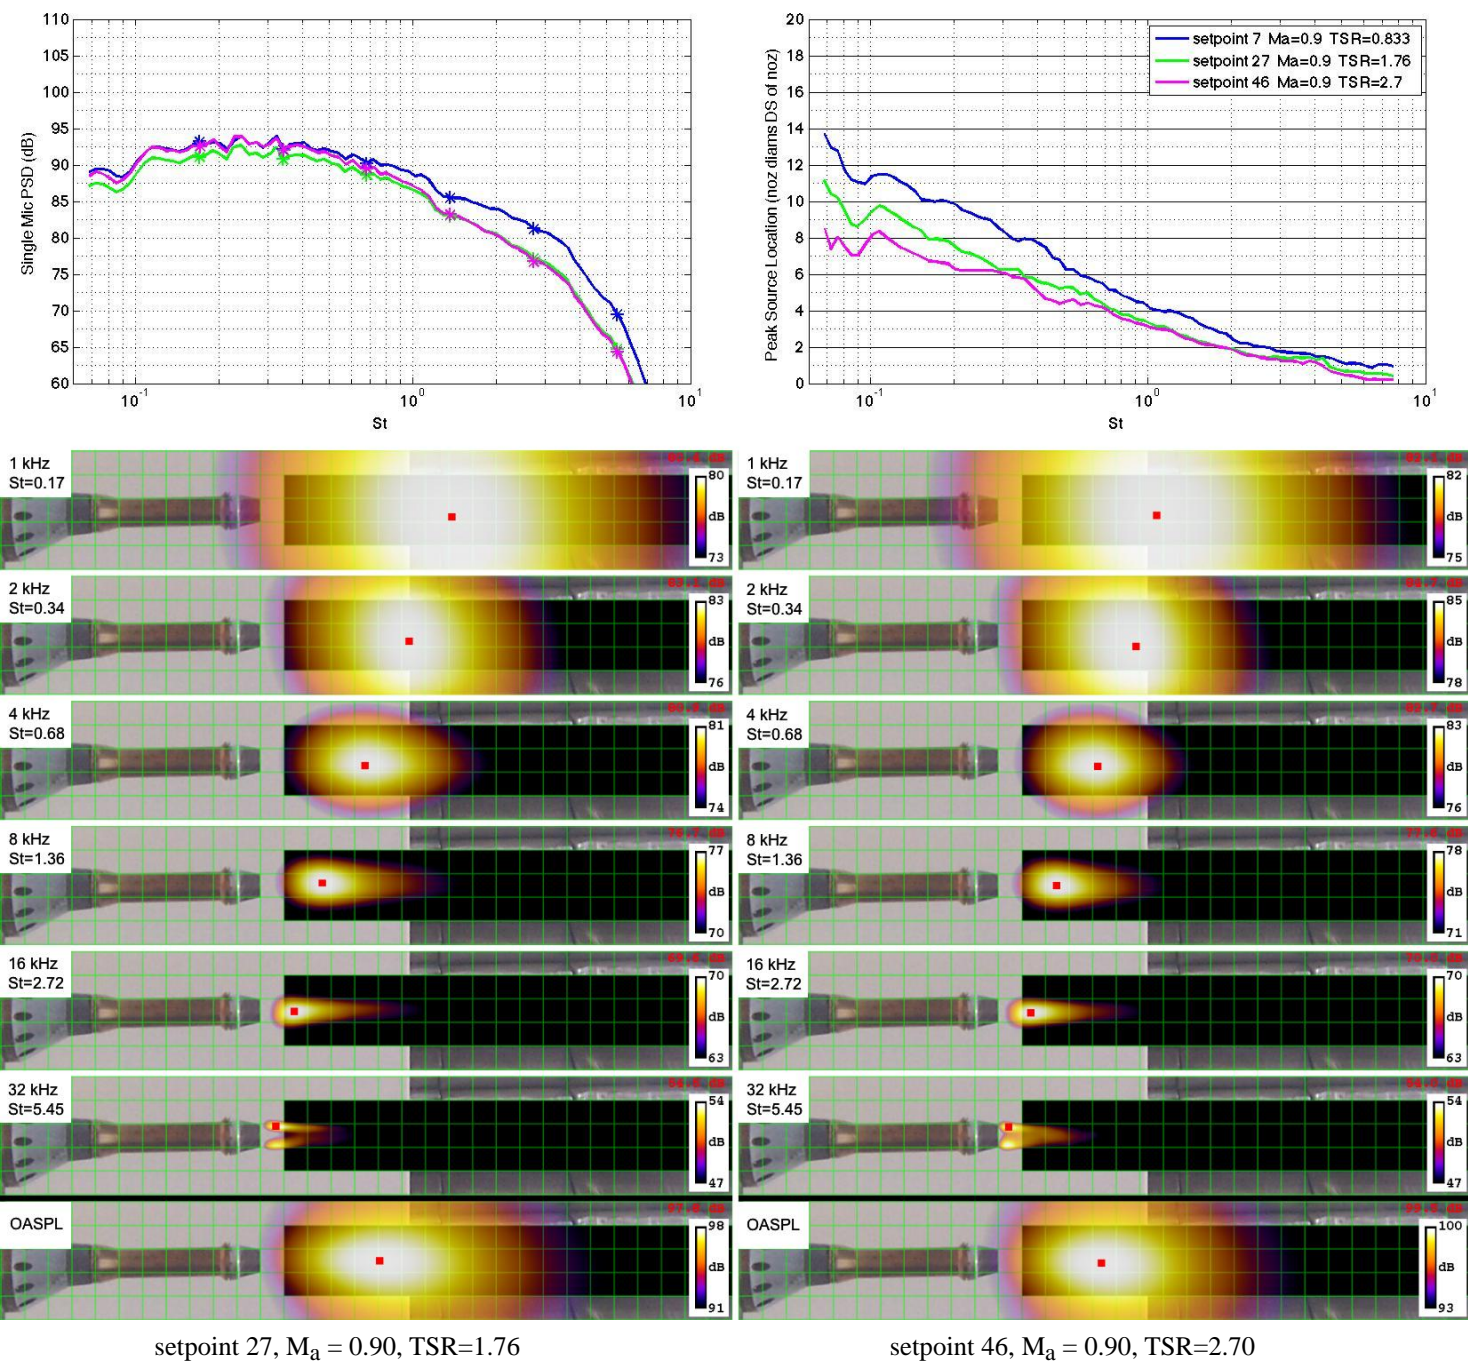 110
105
100
95
90
85
80
75
70
65
60
Single Mic PSD (dB)
10^-1
10^0
10^1
St
20
18
16
14
12
10
8
6
4
2
0
Peak Source Location (noz diams DS of noz)
setpoint 7 Ma=0.9 TSR=0.833
setpoint 27 Ma=0.9 TSR=1.76
setpoint 46 Ma=0.9 TSR=2.7
10^-1
10^0
10^1
St
1 kHz
St=0.17
80
dB
73
1 kHz
St=0.17
82
dB
75
2 kHz
St=0.34
83
dB
76
2 kHz
St=0.34
85
dB
78
4 kHz
St=0.68
81
dB
74
4 kHz
St=0.68
83
dB
76
8 kHz
St=1.36
77
dB
70
8 kHz
St=1.36
78
dB
71
16 kHz
St=2.72
70
dB
63
16 kHz
St=2.72
70
dB
63
32 kHz
St=5.45
54
dB
47
32 kHz
St=5.45
54
dB
47
OASPL
98
dB
91
OASPL
100
dB
93
setpoint 27, Ma = 0.90, TSR=1.76
setpoint 46, Ma = 0.90, TSR=2.70